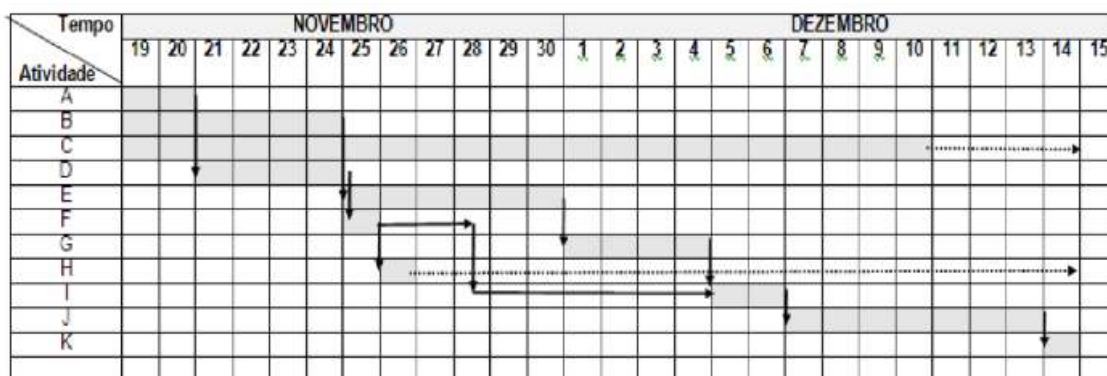 Tempo NOVEMBRO DEZEMBRO
19 20 21 22 23 24 25 26 27 28 29 30 1 2 3 4 5 6 7 8 9 10 11 12 13 14 15
Atividade
A
B
C
D
E
F
G
H
I
J
K